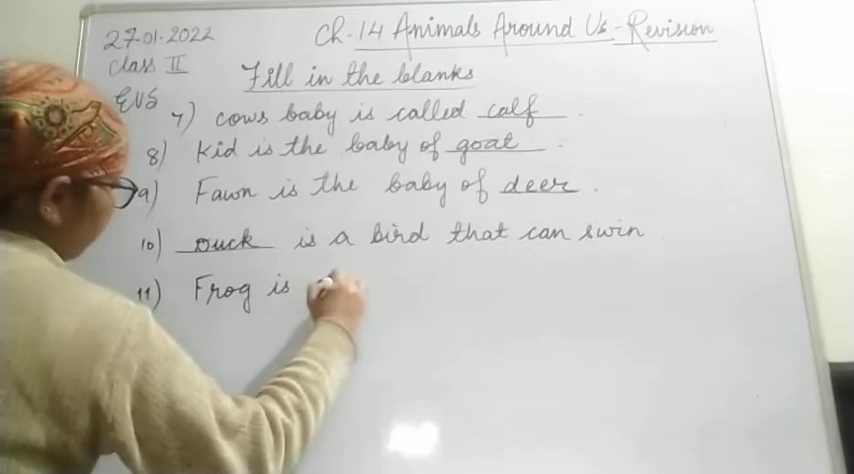 27-01-2022 Ch-14 Animals Around Us - Revision
Class II Fill in the blanks
EVS
7) cows baby is called calf.
8) Kid is the baby of goat.
9) Fawn is the baby of deer.
10) Duck is a bird that can swin
11) Frog is